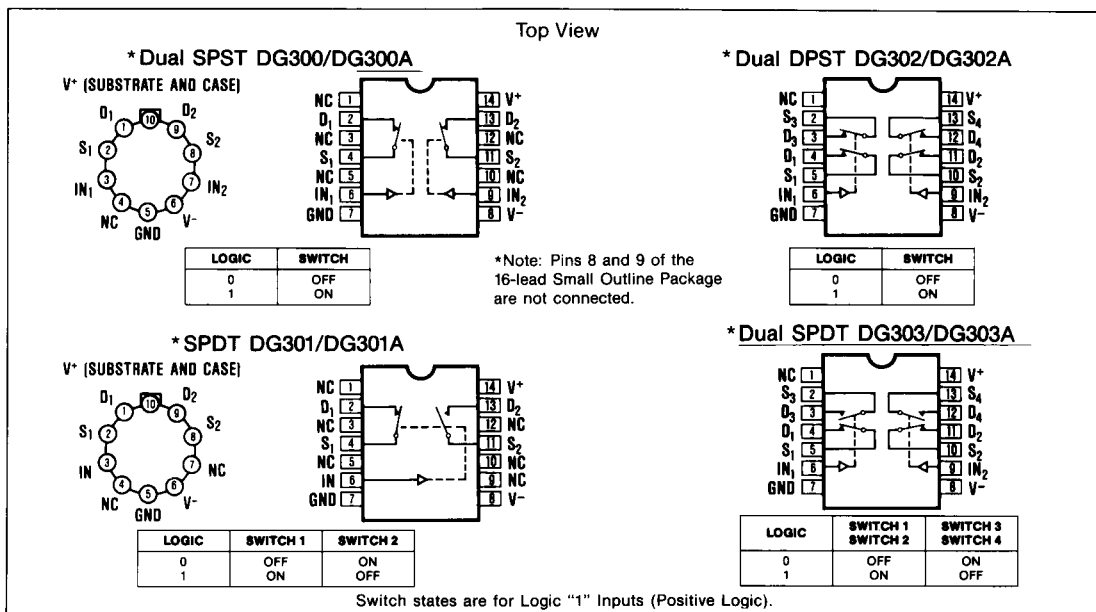 Top View
*Dual SPST DG300/DG300A
V+ (SUBSTRATE AND CASE)
D1 10 D2
1 9
S1 2 8 S2
IN1 3 7 IN2
4 5 6
NC GND V-
NC 1 14 V+
D1 2 13 D2
NC 3 12 NC
S1 4 11 S2
NC 5 10 NC
IN1 6 9 IN2
GND 7 8 V-
LOGIC SWITCH
0 OFF
1 ON
*Note: Pins 8 and 9 of the
16-lead Small Outline Package
are not connected.
*Dual DPST DG302/DG302A
NC 1 14 V+
S3 2 13 S4
D3 3 12 D4
D1 4 11 D2
S1 5 10 S2
IN1 6 9 IN2
GND 7 8 V-
LOGIC SWITCH
0 OFF
1 ON
*SPDT DG301/DG301A
V+ (SUBSTRATE AND CASE)
D1 10 D2
1 9
S1 2 8 S2
IN 3 7 NC
4 5 6
NC GND V-
NC 1 14 V+
D1 2 13 D2
NC 3 12 NC
S1 4 11 S2
NC 5 10 NC
IN 6 9 NC
GND 7 8 V-
LOGIC SWITCH 1 SWITCH 2
0 OFF ON
1 ON OFF
*Dual SPDT DG303/DG303A
NC 1 14 V+
S3 2 13 S4
D3 3 12 D4
D1 4 11 D2
S1 5 10 S2
IN1 6 9 IN2
GND 7 8 V-
LOGIC SWITCH 1 SWITCH 3
SWITCH 2 SWITCH 4
0 OFF ON
1 ON OFF
Switch states are for Logic "1" Inputs (Positive Logic).